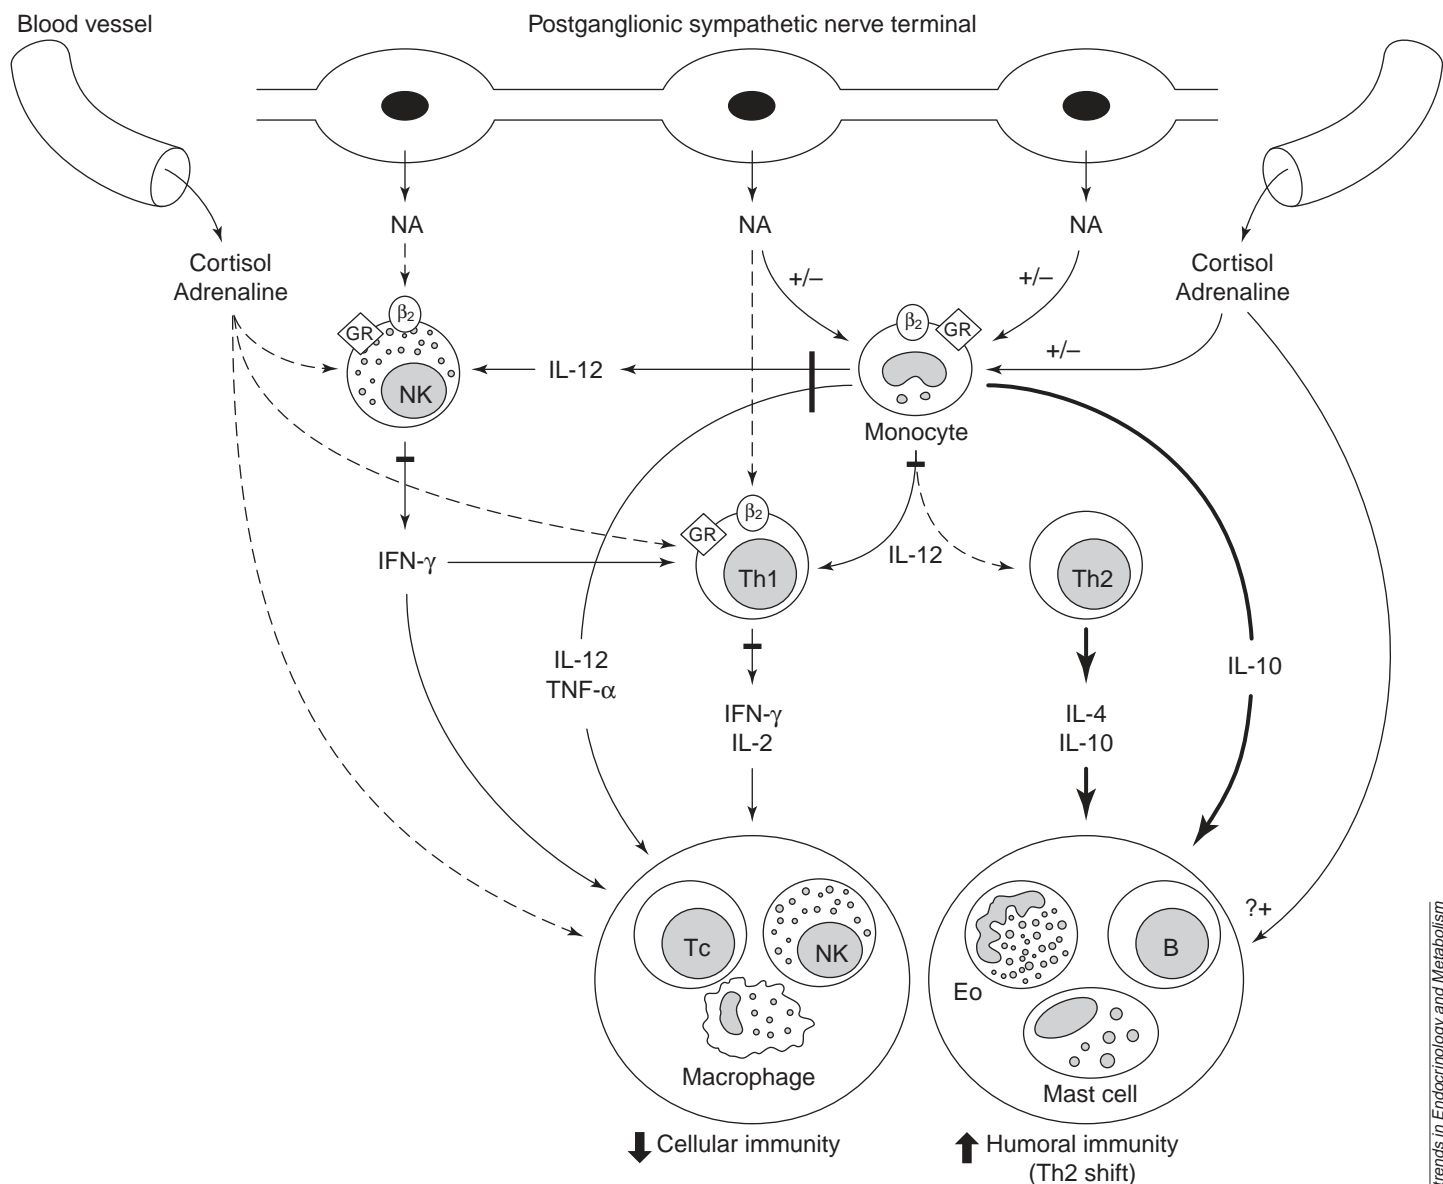 Blood vessel
Postganglionic sympathetic nerve terminal
NA
NA
NA
Cortisol
Adrenaline
Cortisol
Adrenaline
+/–
+/–
+/–
β2
GR
NK
IL-12
β2
GR
Monocyte
β2
GR
Th1
IL-12
Th2
IFN-γ
IL-12
TNF-α
IFN-γ
IL-2
IL-4
IL-10
IL-10
?+
Tc
NK
Macrophage
Eo
B
Mast cell
Cellular immunity
Humoral immunity
(Th2 shift)
trends in Endocrinology and Metabolism